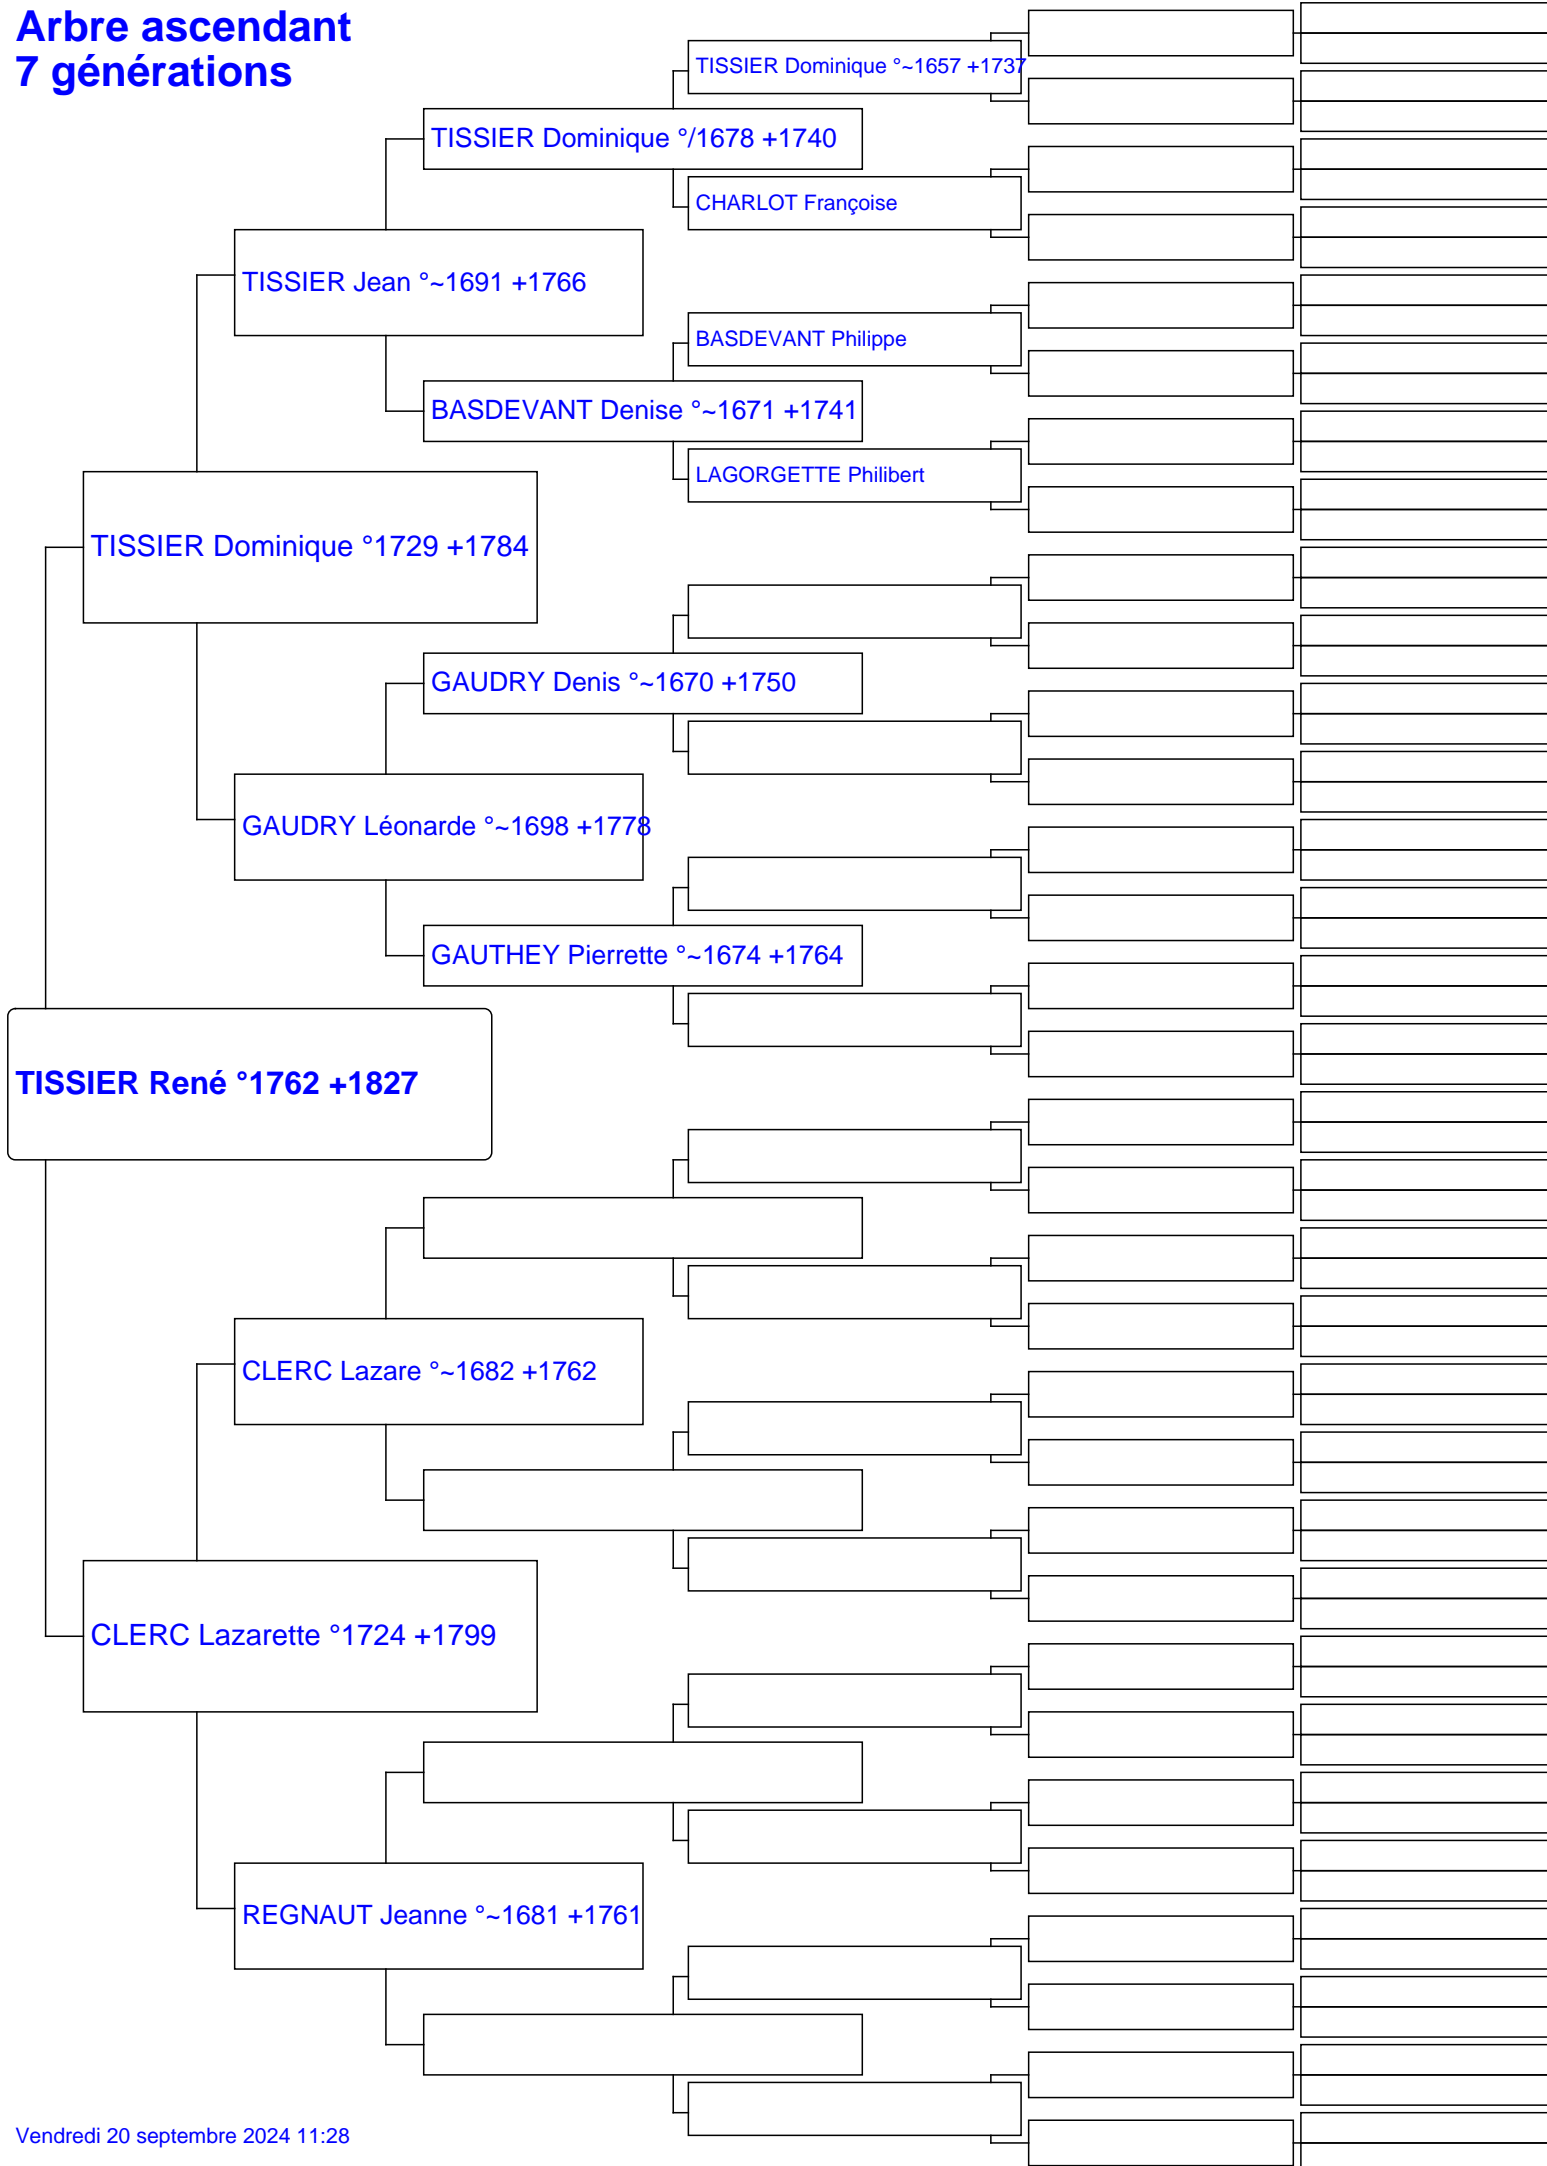 Arbre ascendant
7 générations
TISSIER Dominique °~1657 +1737
TISSIER Dominique °/1678 +1740
CHARLOT Françoise
TISSIER Jean °~1691 +1766
BASDEVANT Philippe
BASDEVANT Denise °~1671 +1741
LAGORGETTE Philibert
TISSIER Dominique °1729 +1784
GAUDRY Denis °~1670 +1750
GAUDRY Léonarde °~1698 +1778
GAUTHEY Pierrette °~1674 +1764
TISSIER René °1762 +1827
CLERC Lazare °~1682 +1762
CLERC Lazarette °1724 +1799
REGNAUT Jeanne °~1681 +1761
Vendredi 20 septembre 2024 11:28